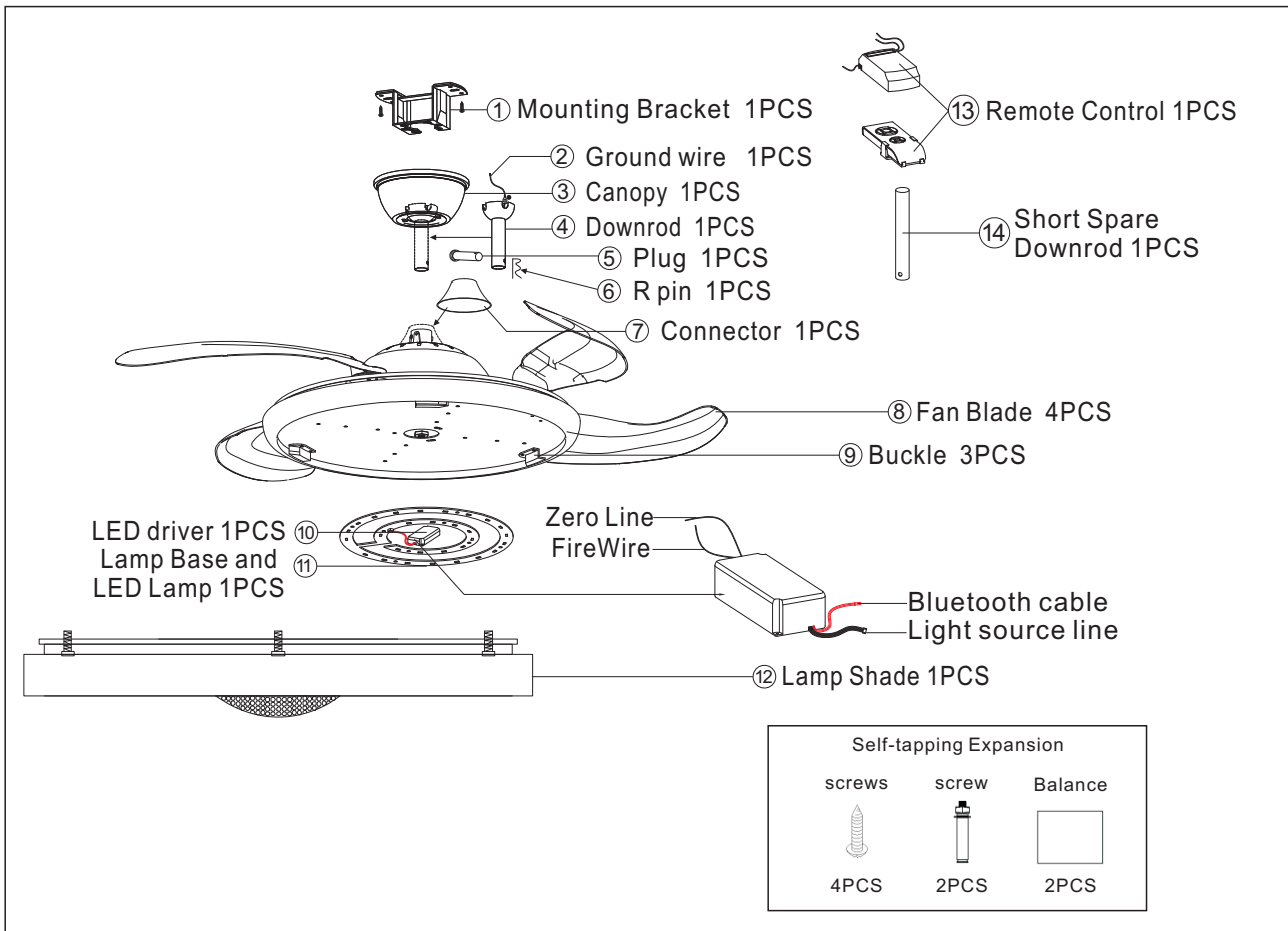 ① Mounting Bracket 1PCS
② Ground wire 1PCS
③ Canopy 1PCS
④ Downrod 1PCS
⑤ Plug 1PCS
⑥ R pin 1PCS
⑦ Connector 1PCS
⑬ Remote Control 1PCS
⑭ Short Spare
Downrod 1PCS
⑧ Fan Blade 4PCS
⑨ Buckle 3PCS
LED driver 1PCS ⑩
Lamp Base and
LED Lamp 1PCS ⑪
Zero Line
FireWire
Bluetooth cable
Light source line
⑫ Lamp Shade 1PCS
Self-tapping Expansion
screws screw Balance
4PCS 2PCS 2PCS